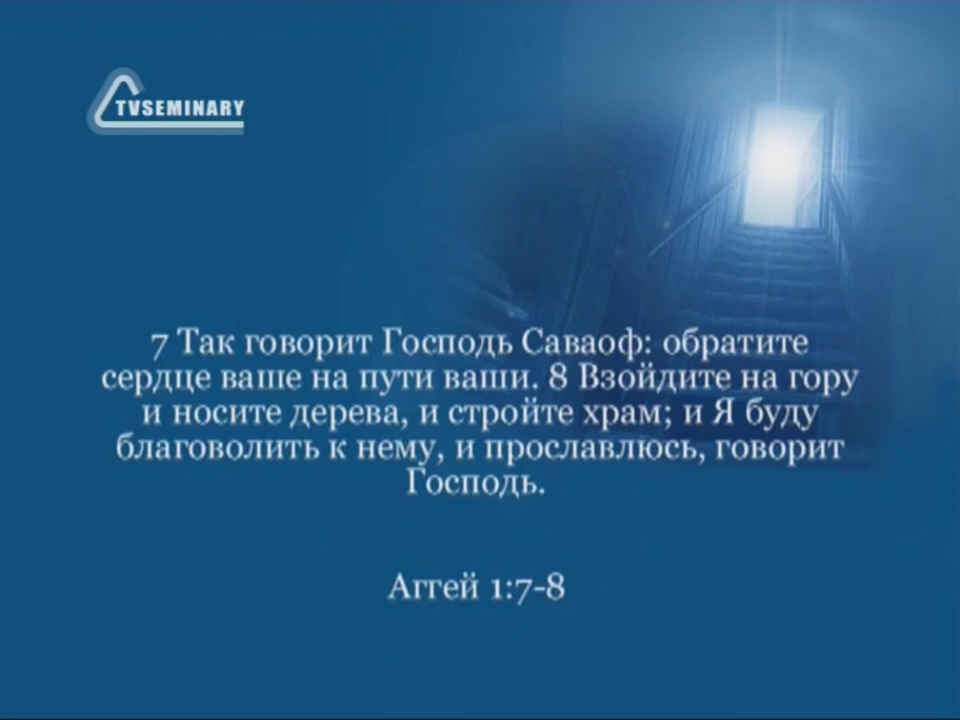 TVSEMINARY
7 Так говорит Господь Саваоф: обратите
сердце ваше на пути ваши. 8 Взойдите на гору
и носите дерева, и стройте храм; и Я буду
благоволить к нему, и прославлюсь, говорит
Господь.
Аггей 1:7-8